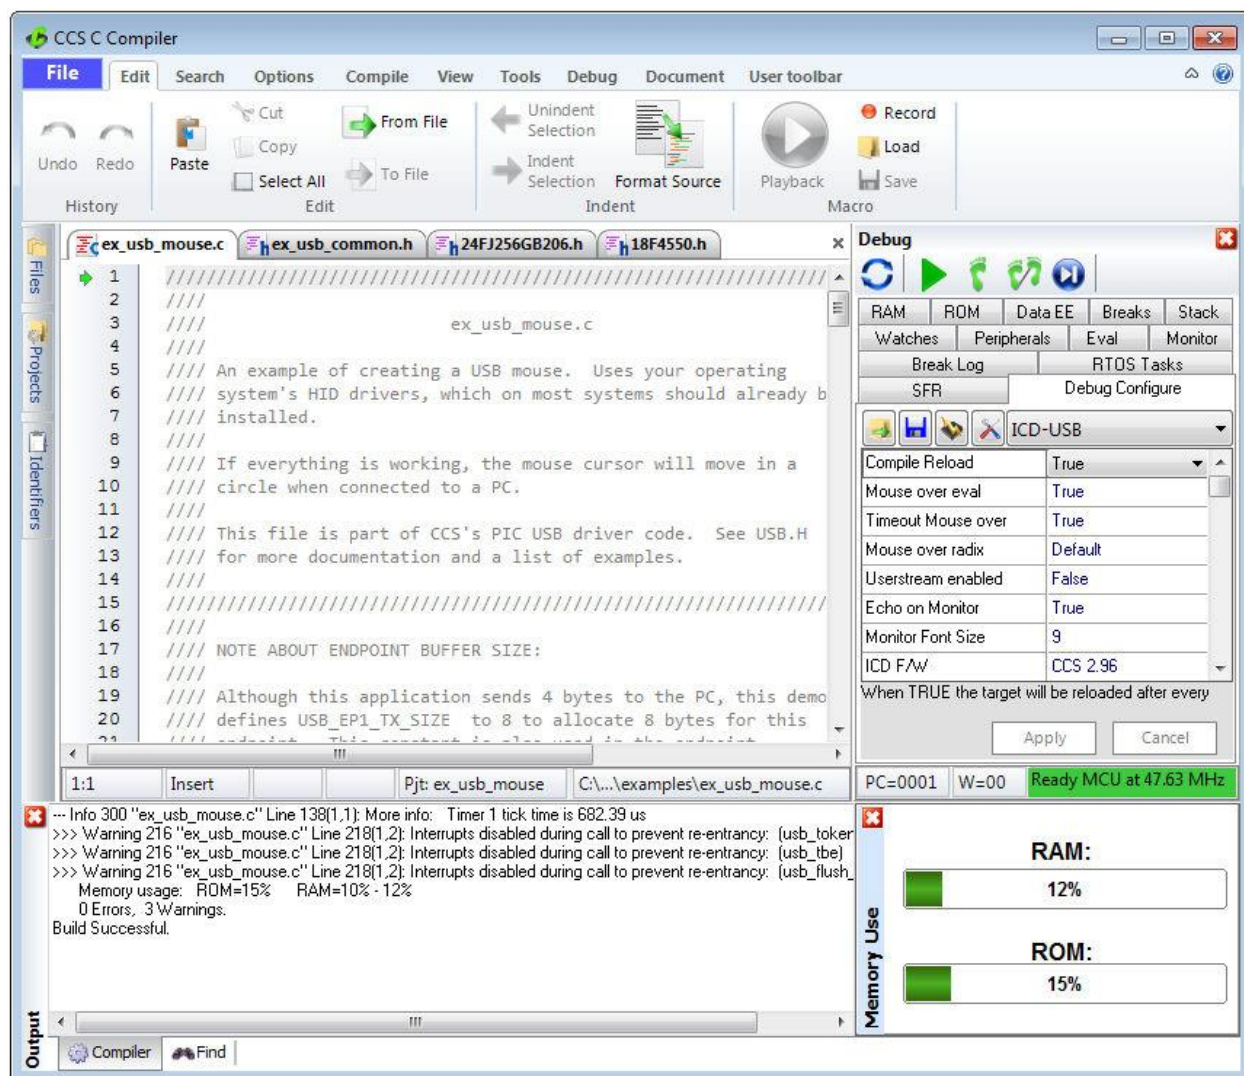 CCS C Compiler
File Edit Search Options Compile View Tools Debug Document User toolbar
Undo Redo Paste Cut Copy Select All From File To File Unindent Selection Indent Selection Format Source Playback Record Load Save
History Edit Indent Macro
Files
Projects
Identifiers
ex_usb_mouse.c ex_usb_common.h 24FJ256GB206.h 18F4550.h
1 ////////////////////////////////////////////////////////////////////
2 ////
3 //// ex_usb_mouse.c
4 ////
5 //// An example of creating a USB mouse. Uses your operating
6 //// system's HID drivers, which on most systems should already b
7 //// installed.
8 ////
9 //// If everything is working, the mouse cursor will move in a
10 //// circle when connected to a PC.
11 ////
12 //// This file is part of CCS's PIC USB driver code. See USB.H
13 //// for more documentation and a list of examples.
14 ////
15 ////////////////////////////////////////////////////////////////////
16 ////
17 //// NOTE ABOUT ENDPOINT BUFFER SIZE:
18 ////
19 //// Although this application sends 4 bytes to the PC, this demo
20 //// defines USB_EP1_TX_SIZE to 8 to allocate 8 bytes for this
1:1 Insert Pjt: ex_usb_mouse C:\...\examples\ex_usb_mouse.c
Debug
RAM ROM Data EE Breaks Stack
Watches Peripherals Eval Monitor
Break Log RTOS Tasks
SFR Debug Configure
ICD-USB
Compile Reload True
Mouse over eval True
Timeout Mouse over True
Mouse over radix Default
Userstream enabled False
Echo on Monitor True
Monitor Font Size 9
ICD F/W CCS 2.96
When TRUE the target will be reloaded after every
Apply Cancel
PC=0001 W=00 Ready MCU at 47.63 MHz
--- Info 300 "ex_usb_mouse.c" Line 138(1,1): More info: Timer 1 tick time is 682.39 us
>>> Warning 216 "ex_usb_mouse.c" Line 218(1,2): Interrupts disabled during call to prevent re-entrancy: (usb_token
>>> Warning 216 "ex_usb_mouse.c" Line 218(1,2): Interrupts disabled during call to prevent re-entrancy: (usb_tbe)
>>> Warning 216 "ex_usb_mouse.c" Line 218(1,2): Interrupts disabled during call to prevent re-entrancy: (usb_flush_
Memory usage: ROM=15% RAM=10% - 12%
0 Errors, 3 Warnings.
Build Successful.
Output
Compiler Find
Memory Use
RAM:
12%
ROM:
15%